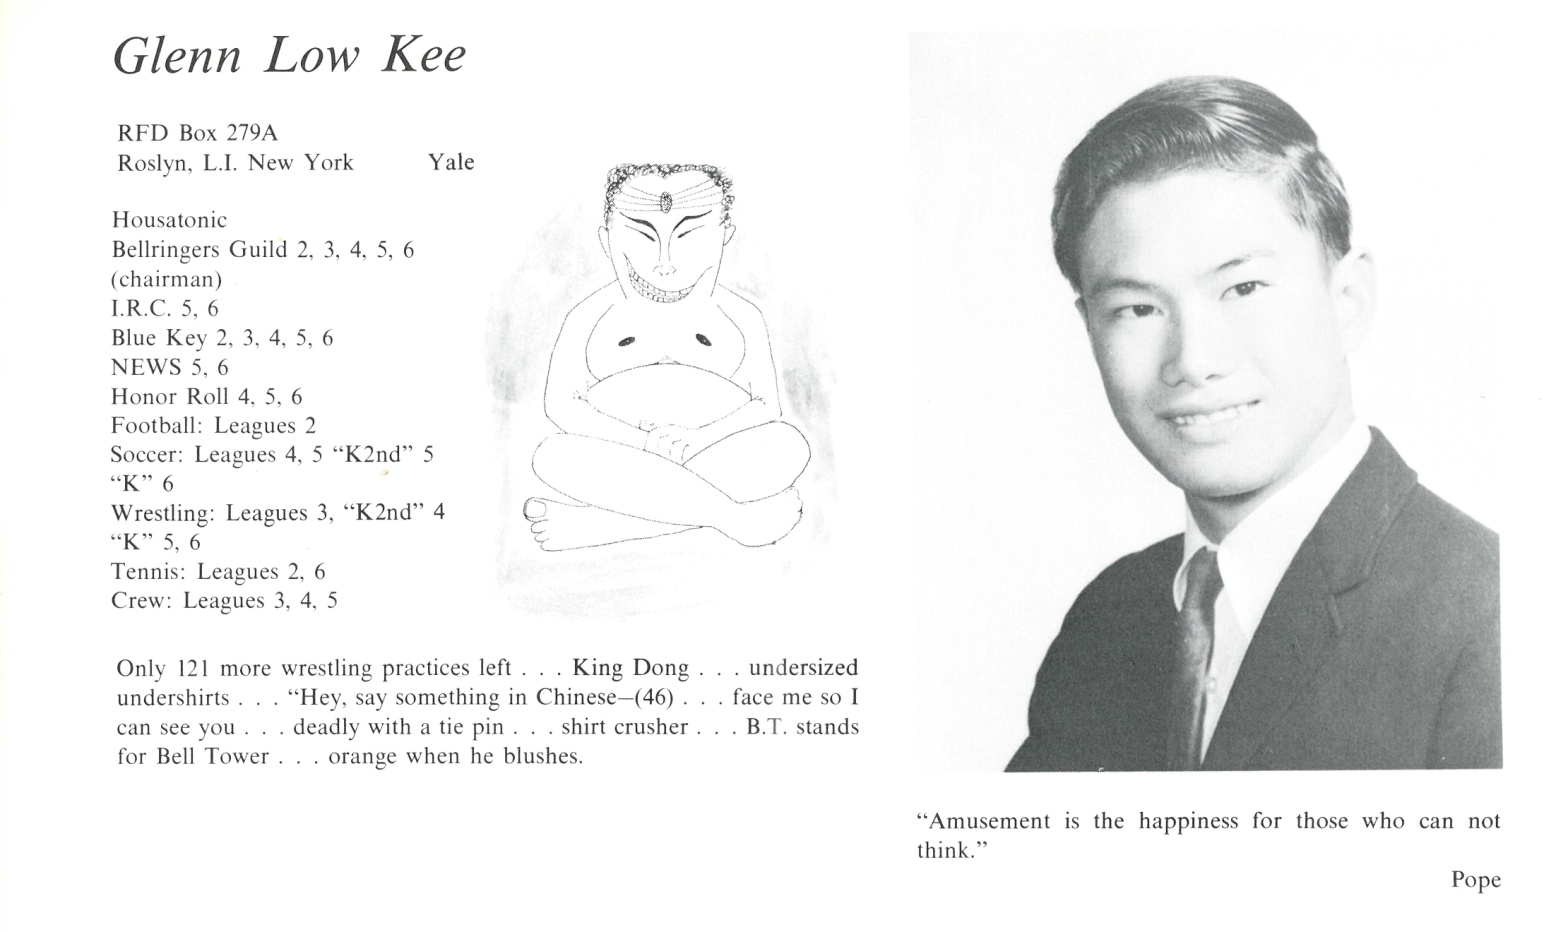 Glenn Low Kee
RFD Box 279A
Roslyn, L.I. New York Yale
Housatonic
Bellringers Guild 2, 3, 4, 5, 6
(chairman)
I.R.C. 5, 6
Blue Key 2, 3, 4, 5, 6
NEWS 5, 6
Honor Roll 4, 5, 6
Football: Leagues 2
Soccer: Leagues 4, 5 “K2nd” 5
“K” 6
Wrestling: Leagues 3, “K2nd” 4
“K” 5, 6
Tennis: Leagues 2, 6
Crew: Leagues 3, 4, 5
Only 121 more wrestling practices left . . . King Dong . . . undersized
undershirts . . . “Hey, say something in Chinese—(46) . . . face me so I
can see you . . . deadly with a tie pin . . . shirt crusher . . . B.T. stands
for Bell Tower . . . orange when he blushes.
“Amusement is the happiness for those who can not
think.”
Pope